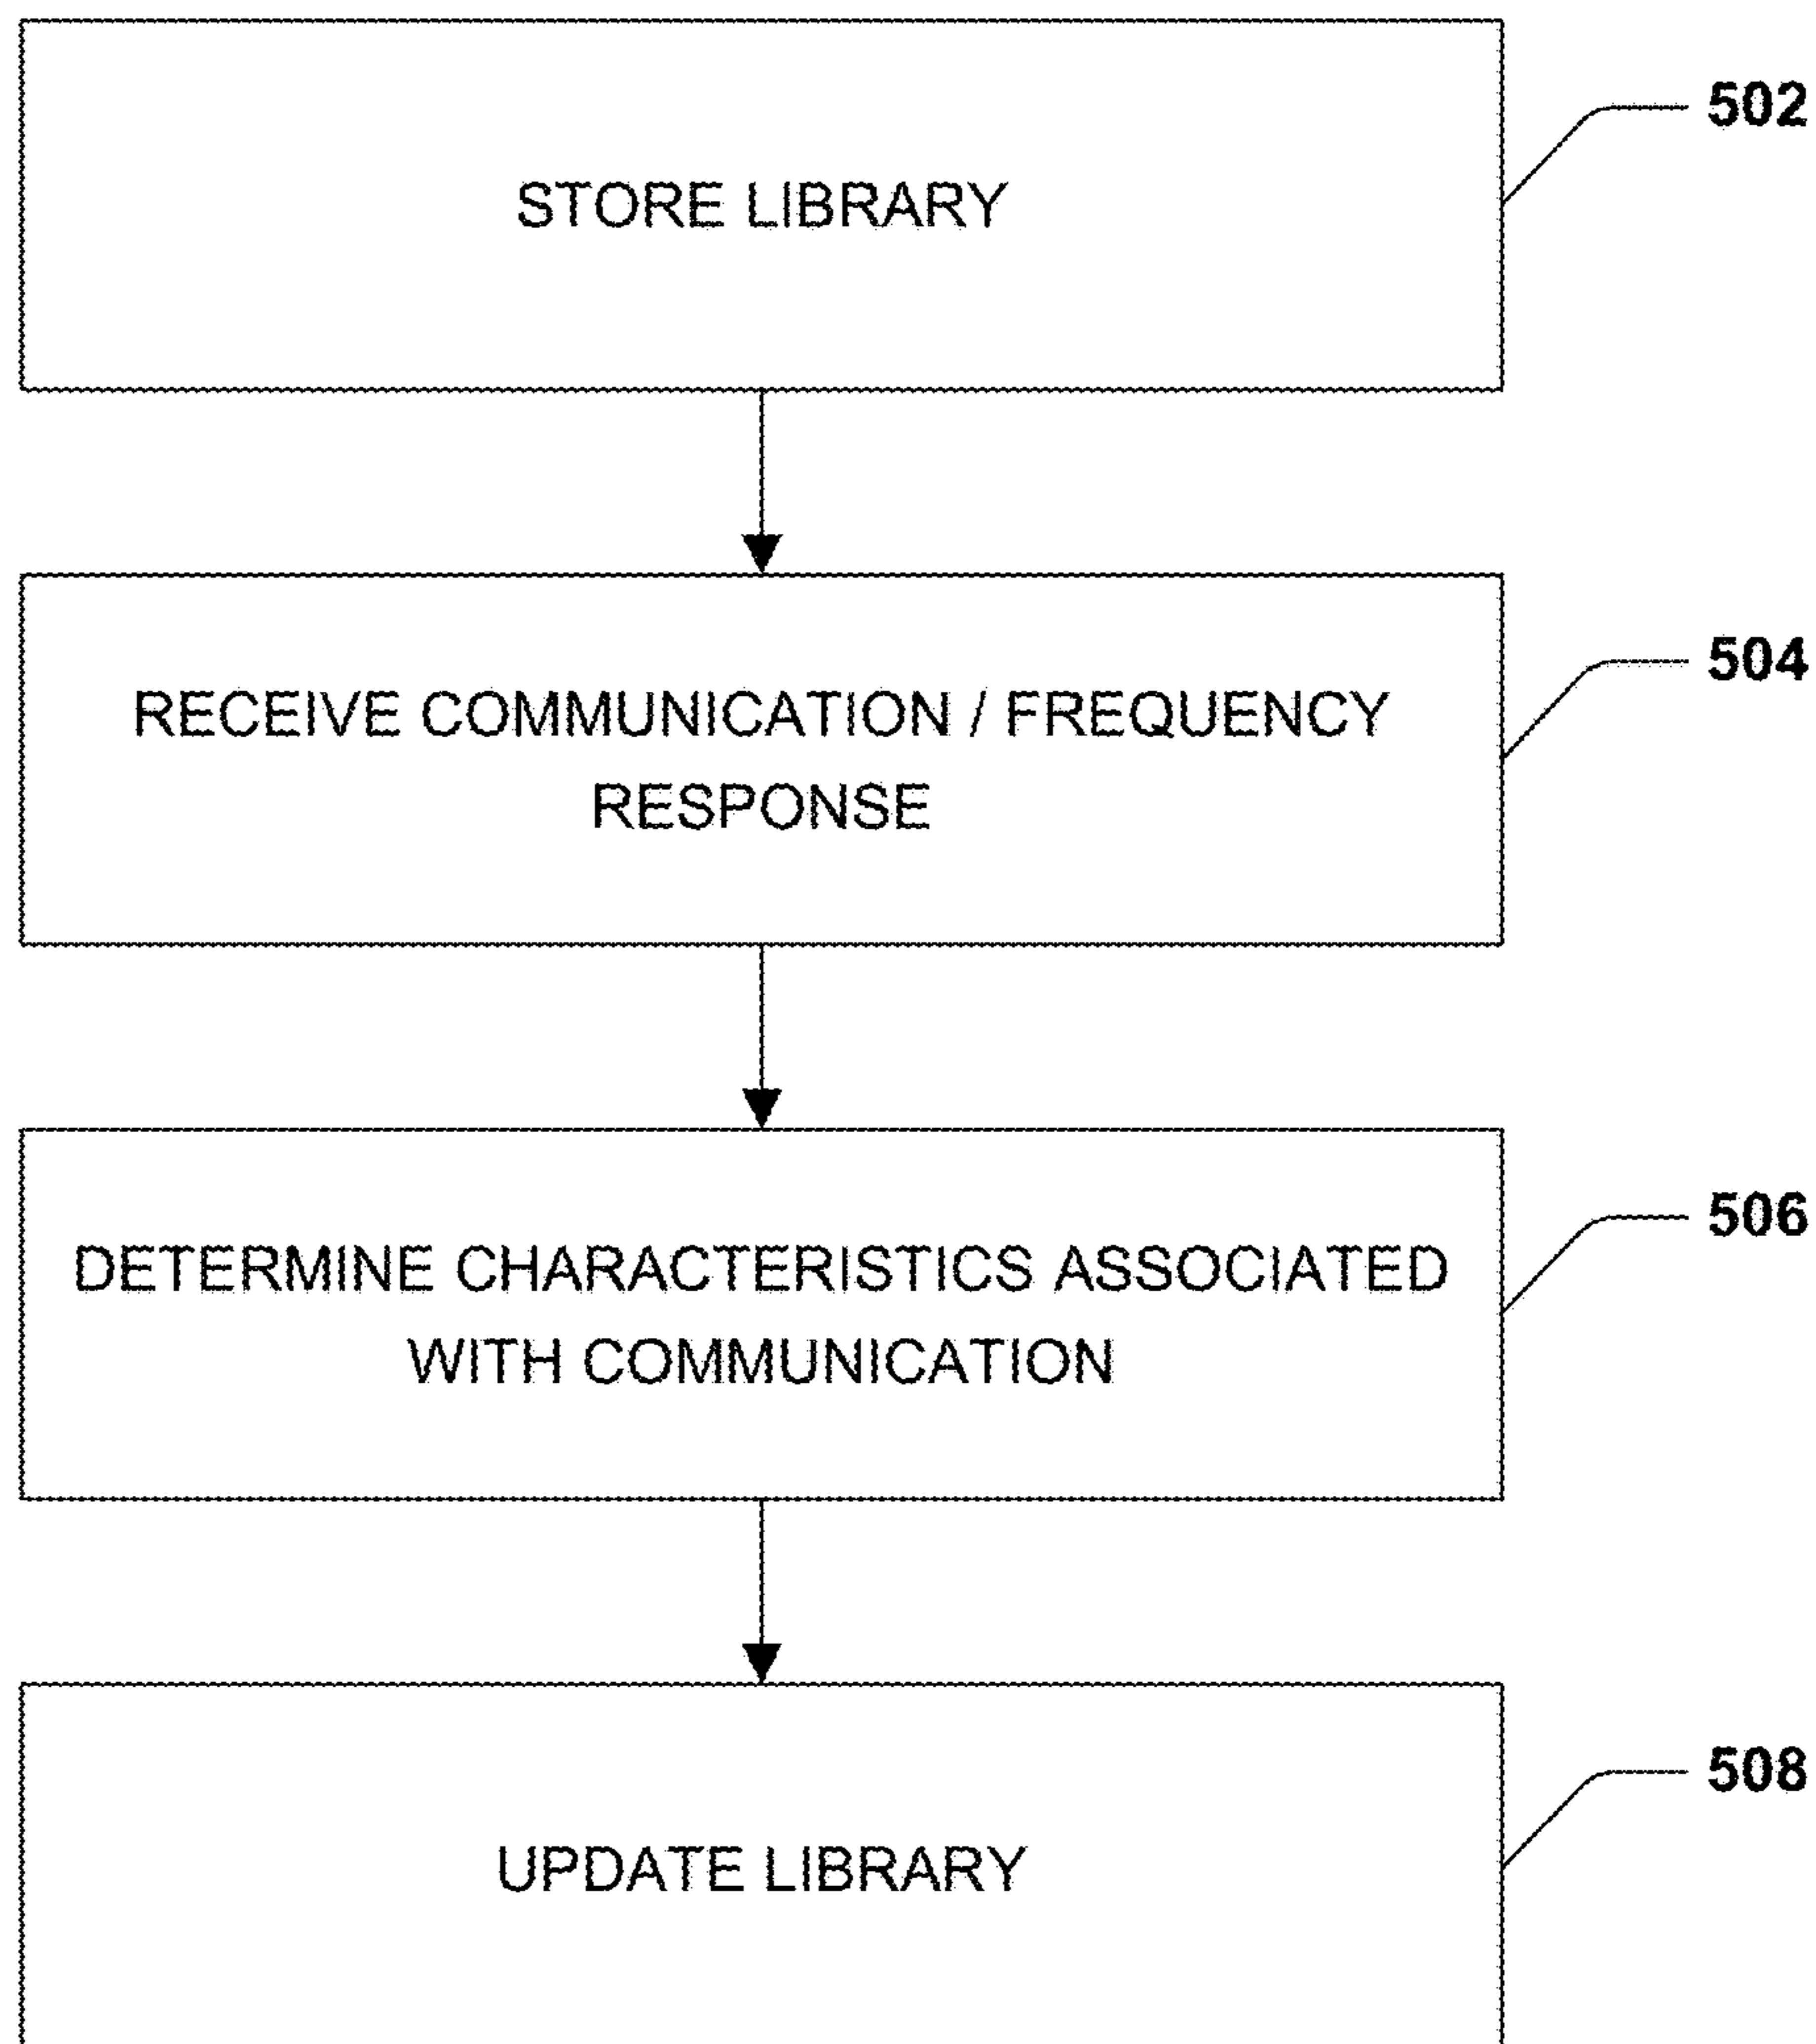 502
STORE LIBRARY
504
RECEIVE COMMUNICATION / FREQUENCY
RESPONSE
506
DETERMINE CHARACTERISTICS ASSOCIATED
WITH COMMUNICATION
508
UPDATE LIBRARY